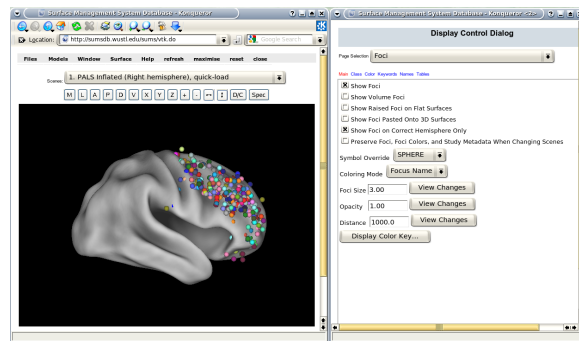 Surface Management System Database - Konqueror
Location: http://sumsdb.wustl.edu/sums/vtk.do
Google Search
Files Models Window Surface Help refresh maximise reset close
Scenes: 1. PALS Inflated (Right hemisphere), quick-load
M L A P D V X Y Z + - D/C Spec
Surface Management System Database - Konqueror <2>
Display Control Dialog
Page Selection Foci
Main Class Color Keywords Names Tables
Show Foci
Show Volume Foci
Show Raised Foci on Flat Surfaces
Show Foci Pasted Onto 3D Surfaces
Show Foci on Correct Hemisphere Only
Preserve Foci, Foci Colors, and Study Metadata When Changing Scenes
Symbol Override SPHERE
Coloring Mode Focus Name
Foci Size 3.00 View Changes
Opacity 1.00 View Changes
Distance 1000.0 View Changes
Display Color Key...